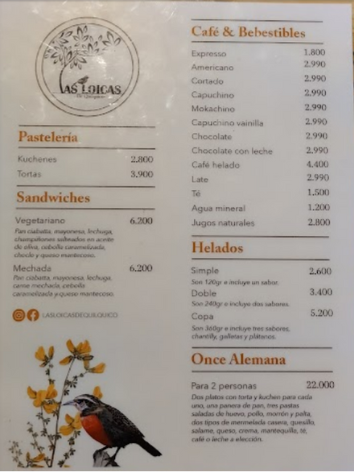 LAS LOICAS
Pastelería
Kuchenes 2.800
Tortas 3.900
Sandwiches
Vegetariano 6.200
Pan ciabatta, mayonesa, lechuga,
champañones salteados en aceite
de oliva, cebolla caramelizada,
choclo y queso mantecoso.
Mechada 6.200
Pan ciabatta, mayonesa, lechuga,
carne mechada, cebolla
caramelizada y queso mantecoso.
LASLOICASDEQUILQUICO
Café & Bebestibles
Expresso 1.800
Americano 2.990
Cortado 2.990
Capuchino 2.990
Mokachino 2.990
Capuchino vainilla 2.990
Chocolate 2.990
Chocolate con leche 2.990
Café helado 4.400
Late 2.990
Té 1.500
Agua mineral 1.200
Jugos naturales 2.800
Helados
Simple 2.600
Son 120gr e incluye un sabor.
Doble 3.400
Son 240gr e incluye dos sabores.
Copa 5.200
Son 360gr e incluye tres sabores,
chantilly, galletas y plátanos.
Once Alemana
Para 2 personas 22.000
Dos platos con torta y kuchen para cada
uno, una panera de pan, tres pastas
saladas de huevo, pollo, morrón y palta,
dos tipos de mermelada casera, quesillo,
salame, queso, crema, mantequilla, té,
café o leche a elección.